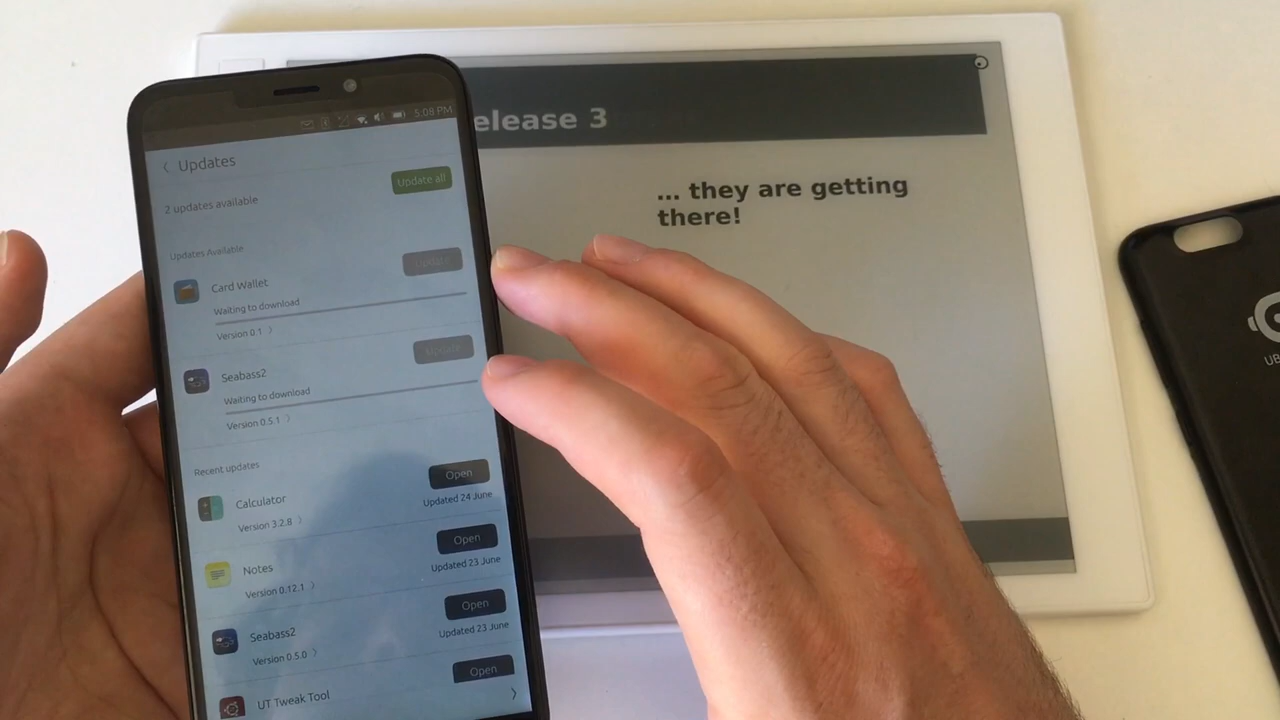 5:08 PM
Updates
2 updates available
Update all
Updates Available
Card Wallet
Update
Waiting to download
Version 0.1
Seabass2
Update
Waiting to download
Version 0.5.1
Recent updates
Calculator
Open
Version 3.2.8
Updated 24 June
Notes
Open
Version 0.12.1
Updated 23 June
Seabass2
Open
Version 0.5.0
Updated 23 June
UT Tweak Tool
Open
elease 3
... they are getting
there!
UB